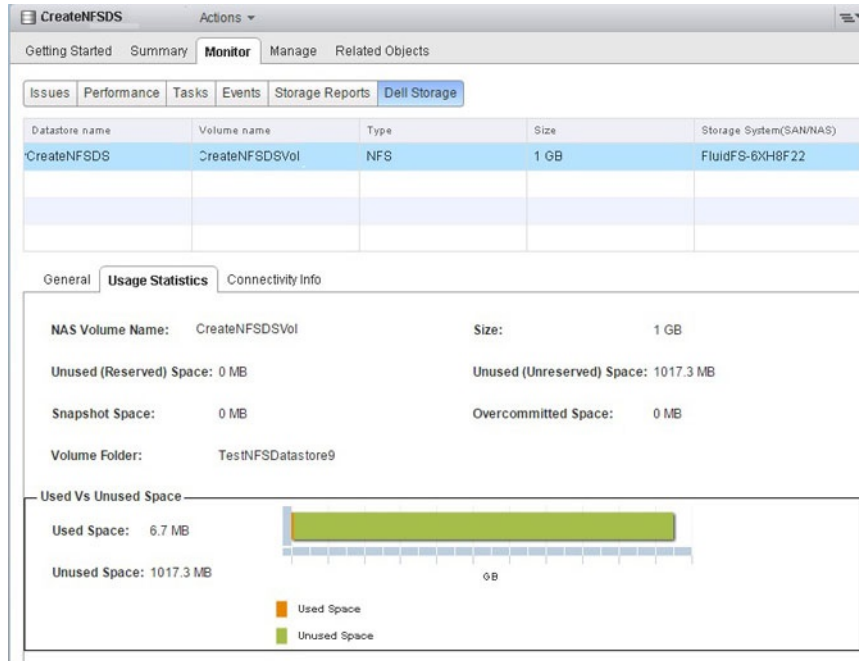 CreateNFSDS Actions
Getting Started Summary Monitor Manage Related Objects
Issues Performance Tasks Events Storage Reports Dell Storage
Datastore name Volume name Type Size Storage System(SAN/NAS)
CreateNFSDS CreateNFSDSVol NFS 1 GB FluidFS-6XH8F22
General Usage Statistics Connectivity Info
NAS Volume Name: CreateNFSDSVol Size: 1 GB
Unused (Reserved) Space: 0 MB Unused (Unreserved) Space: 1017.3 MB
Snapshot Space: 0 MB Overcommitted Space: 0 MB
Volume Folder: TestNFSDatastore9
Used Vs Unused Space
Used Space: 6.7 MB
Unused Space: 1017.3 MB
GB
Used Space
Unused Space